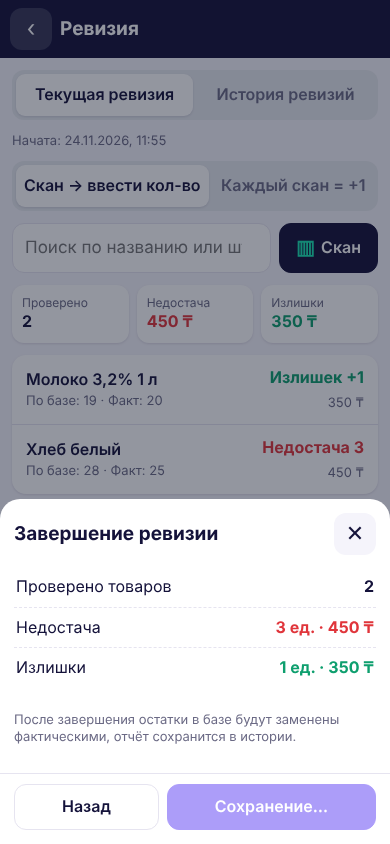 Ревизия
Текущая ревизия
История ревизий
Начата: 24.11.2026, 11:55
Скан → ввести кол-во
Каждый скан = +1
Поиск по названию или ш
Скан
Проверено
2
Недостача
450 ₸
Излишки
350 ₸
Молоко 3,2% 1 л
Излишек +1
По базе: 19 · Факт: 20
350 ₸
Хлеб белый
Недостача 3
По базе: 28 · Факт: 25
450 ₸
Завершение ревизии
Проверено товаров
2
Недостача
3 ед. · 450 ₸
Излишки
1 ед. · 350 ₸
После завершения остатки в базе будут заменены
фактическими, отчёт сохранится в истории.
Назад
Сохранение...